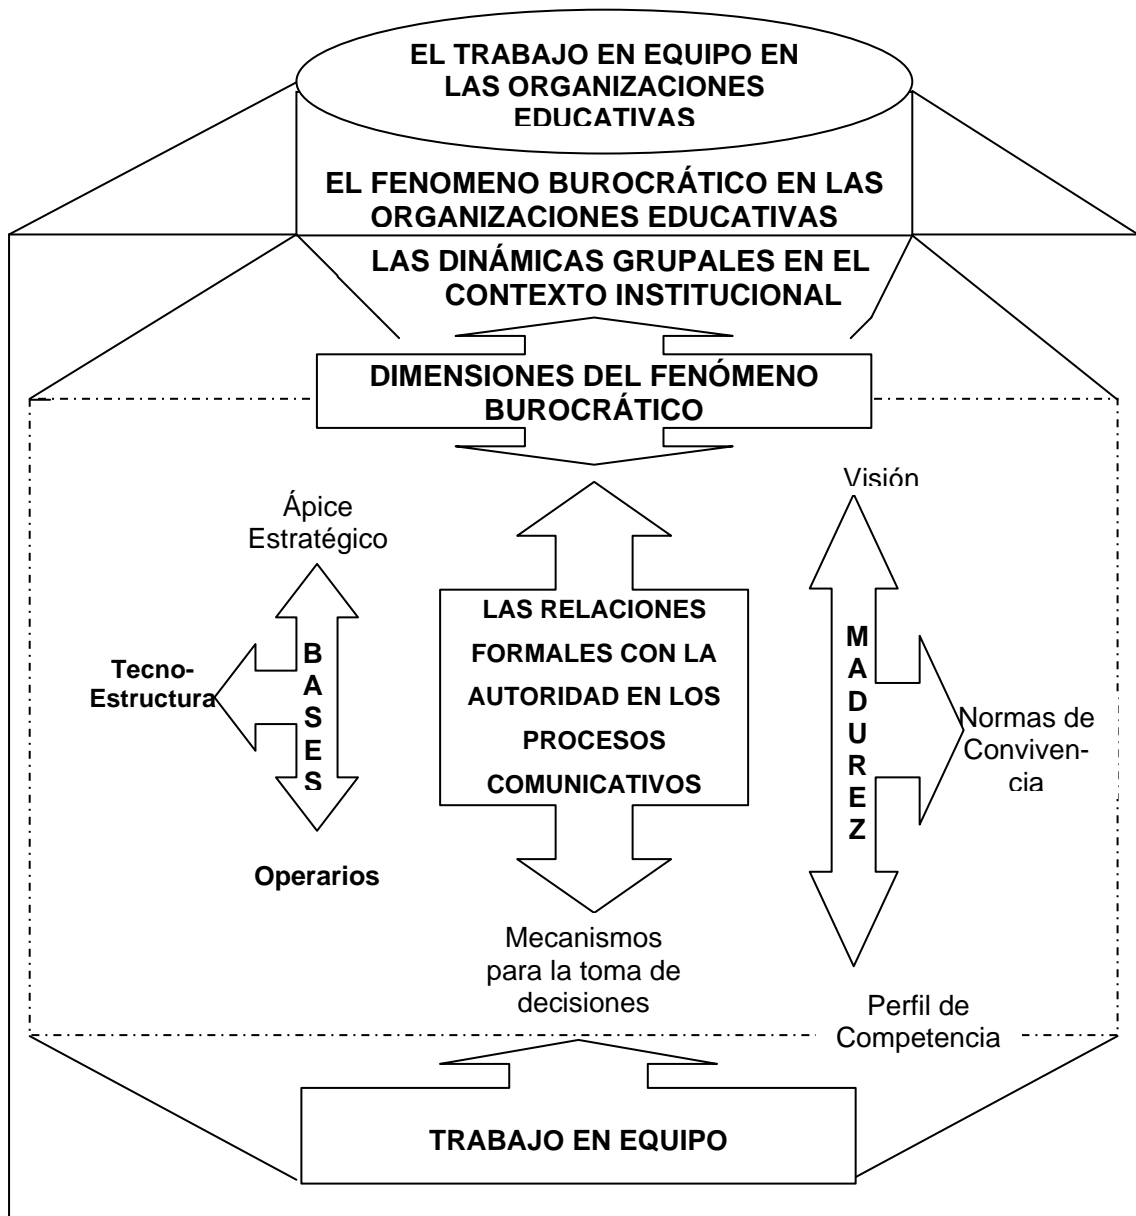 EL TRABAJO EN EQUIPO EN
LAS ORGANIZACIONES
EDUCATIVAS
EL FENOMENO BUROCRÁTICO EN LAS
ORGANIZACIONES EDUCATIVAS
LAS DINÁMICAS GRUPALES EN EL
CONTEXTO INSTITUCIONAL
DIMENSIONES DEL FENÓMENO
BUROCRÁTICO
Ápice
Estratégico
Tecno-
Estructura
B
A
S
E
S
Operarios
LAS RELACIONES
FORMALES CON LA
AUTORIDAD EN LOS
PROCESOS
COMUNICATIVOS
Mecanismos
para la toma de
decisiones
Visión
M
A
D
U
R
E
Z
Normas de
Conviven-
cia
Perfil de
Competencia
TRABAJO EN EQUIPO